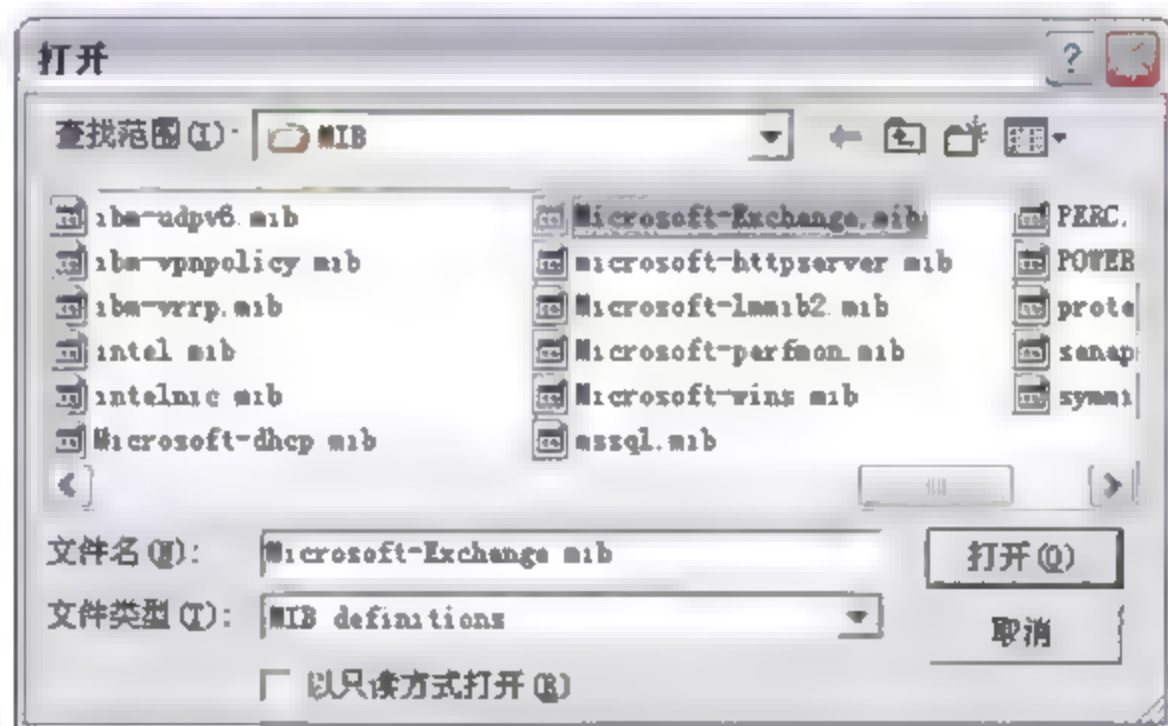 打开
查找范围(I): MIB
ibm-udpv6.mib Microsoft-Exchange.mib PERC.
ibm-vpnpolicy.mib microsoft-httpserver.mib POWER
ibm-vrrp.mib Microsoft-lmmib2.mib prote
intel.mib Microsoft-perfmon.mib sanap
intelnic.mib Microsoft-wins.mib symmi
Microsoft-dhcp.mib mssql.mib
文件名(N): Microsoft-Exchange.mib 打开(O)
文件类型(T): MIB definitions 取消
以只读方式打开(R)